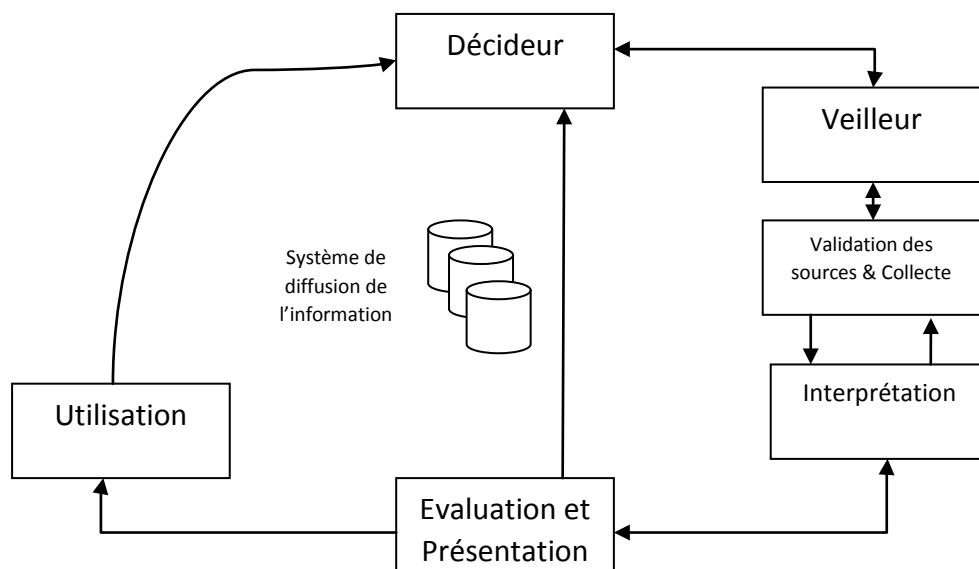 Décideur
Veilleur
Validation des
sources & Collecte
Système de
diffusion de
l'information
Interprétation
Utilisation
Evaluation et
Présentation